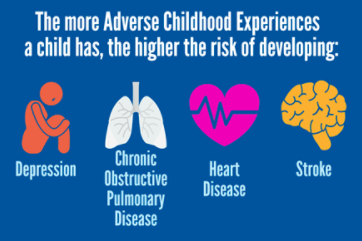 The more Adverse Childhood Experiences
a child has, the higher the risk of developing:
Depression
Chronic
Obstructive
Pulmonary
Disease
Heart
Disease
Stroke